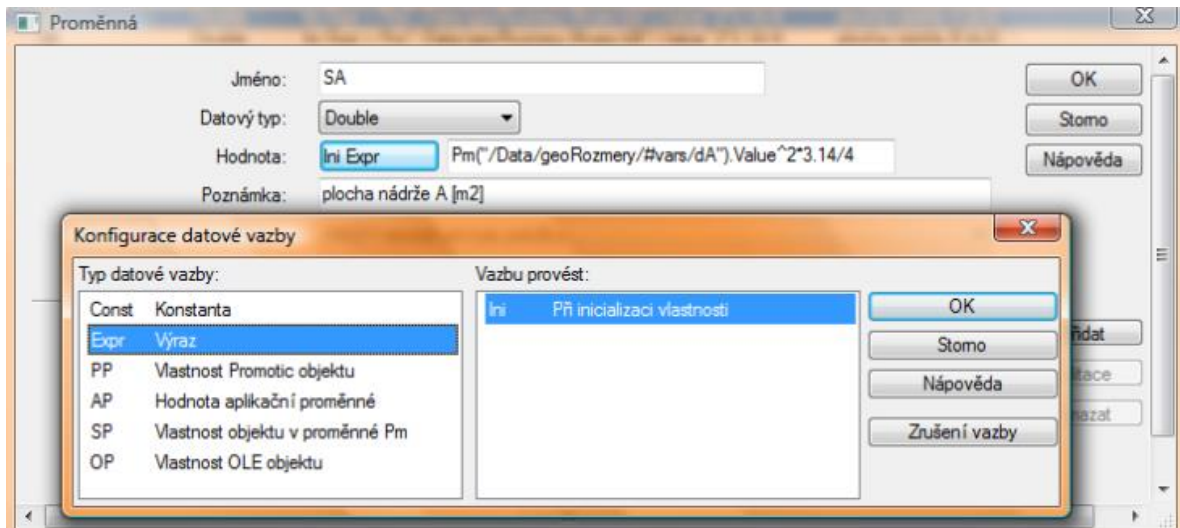 Proměnná
Jméno: SA OK
Datový typ: Double Storno
Hodnota: Ini Expr Pm("/Data/geoRozmery/#vars/dA").Value^2*3.14/4 Nápověda
Poznámka: plocha nádrže A [m2]
Konfigurace datové vazby
Typ datové vazby: Vazbu provést:
Const Konstanta Ini Při inicializaci vlastnosti OK
Expr Výraz Storno
PP Vlastnost Promotic objektu Nápověda
AP Hodnota aplikační proměnné
SP Vlastnost objektu v proměnné Pm Zrušení vazby
OP Vlastnost OLE objektu